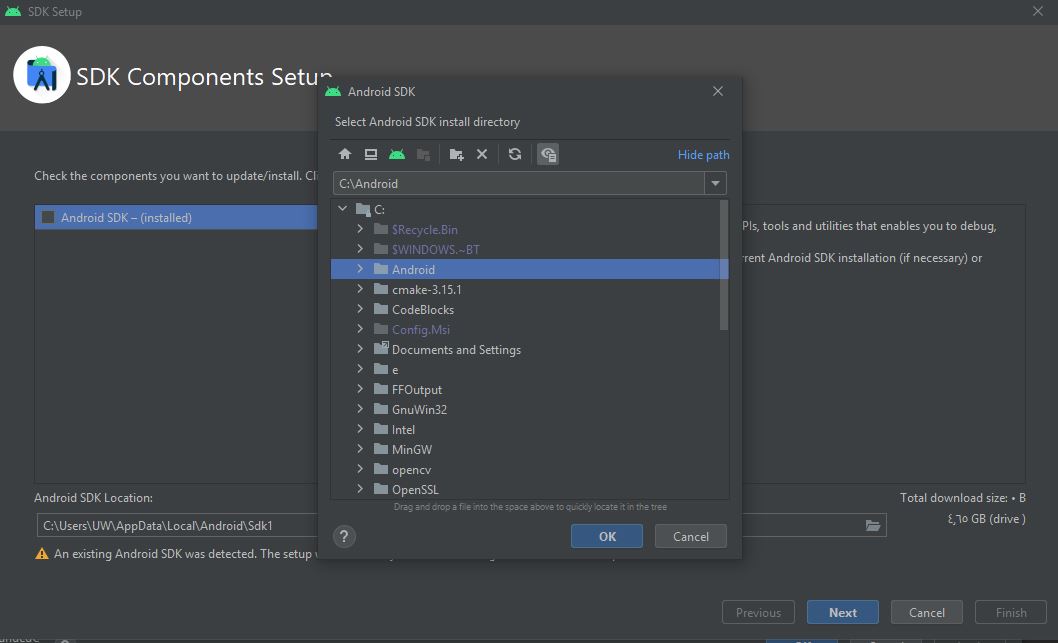 SDK Setup
SDK Components Setup
Android SDK
Select Android SDK install directory
Hide path
C:\Android
Check the components you want to update/install. Cli
Android SDK – (installed)
C:
$Recycle.Bin
$WINDOWS.~BT
Android
cmake-3.15.1
CodeBlocks
Config.Msi
Documents and Settings
e
FFOutput
GnuWin32
Intel
MinGW
opencv
OpenSSL
PIs, tools and utilities that enables you to debug,
rrent Android SDK installation (if necessary) or
Drag and drop a file into the space above to quickly locate it in the tree
? OK Cancel
Android SDK Location:
Total download size: ٠ B
C:\Users\UW\AppData\Local\Android\Sdk1
٤,٦٥ GB (drive )
An existing Android SDK was detected. The setup
Previous Next Cancel Finish